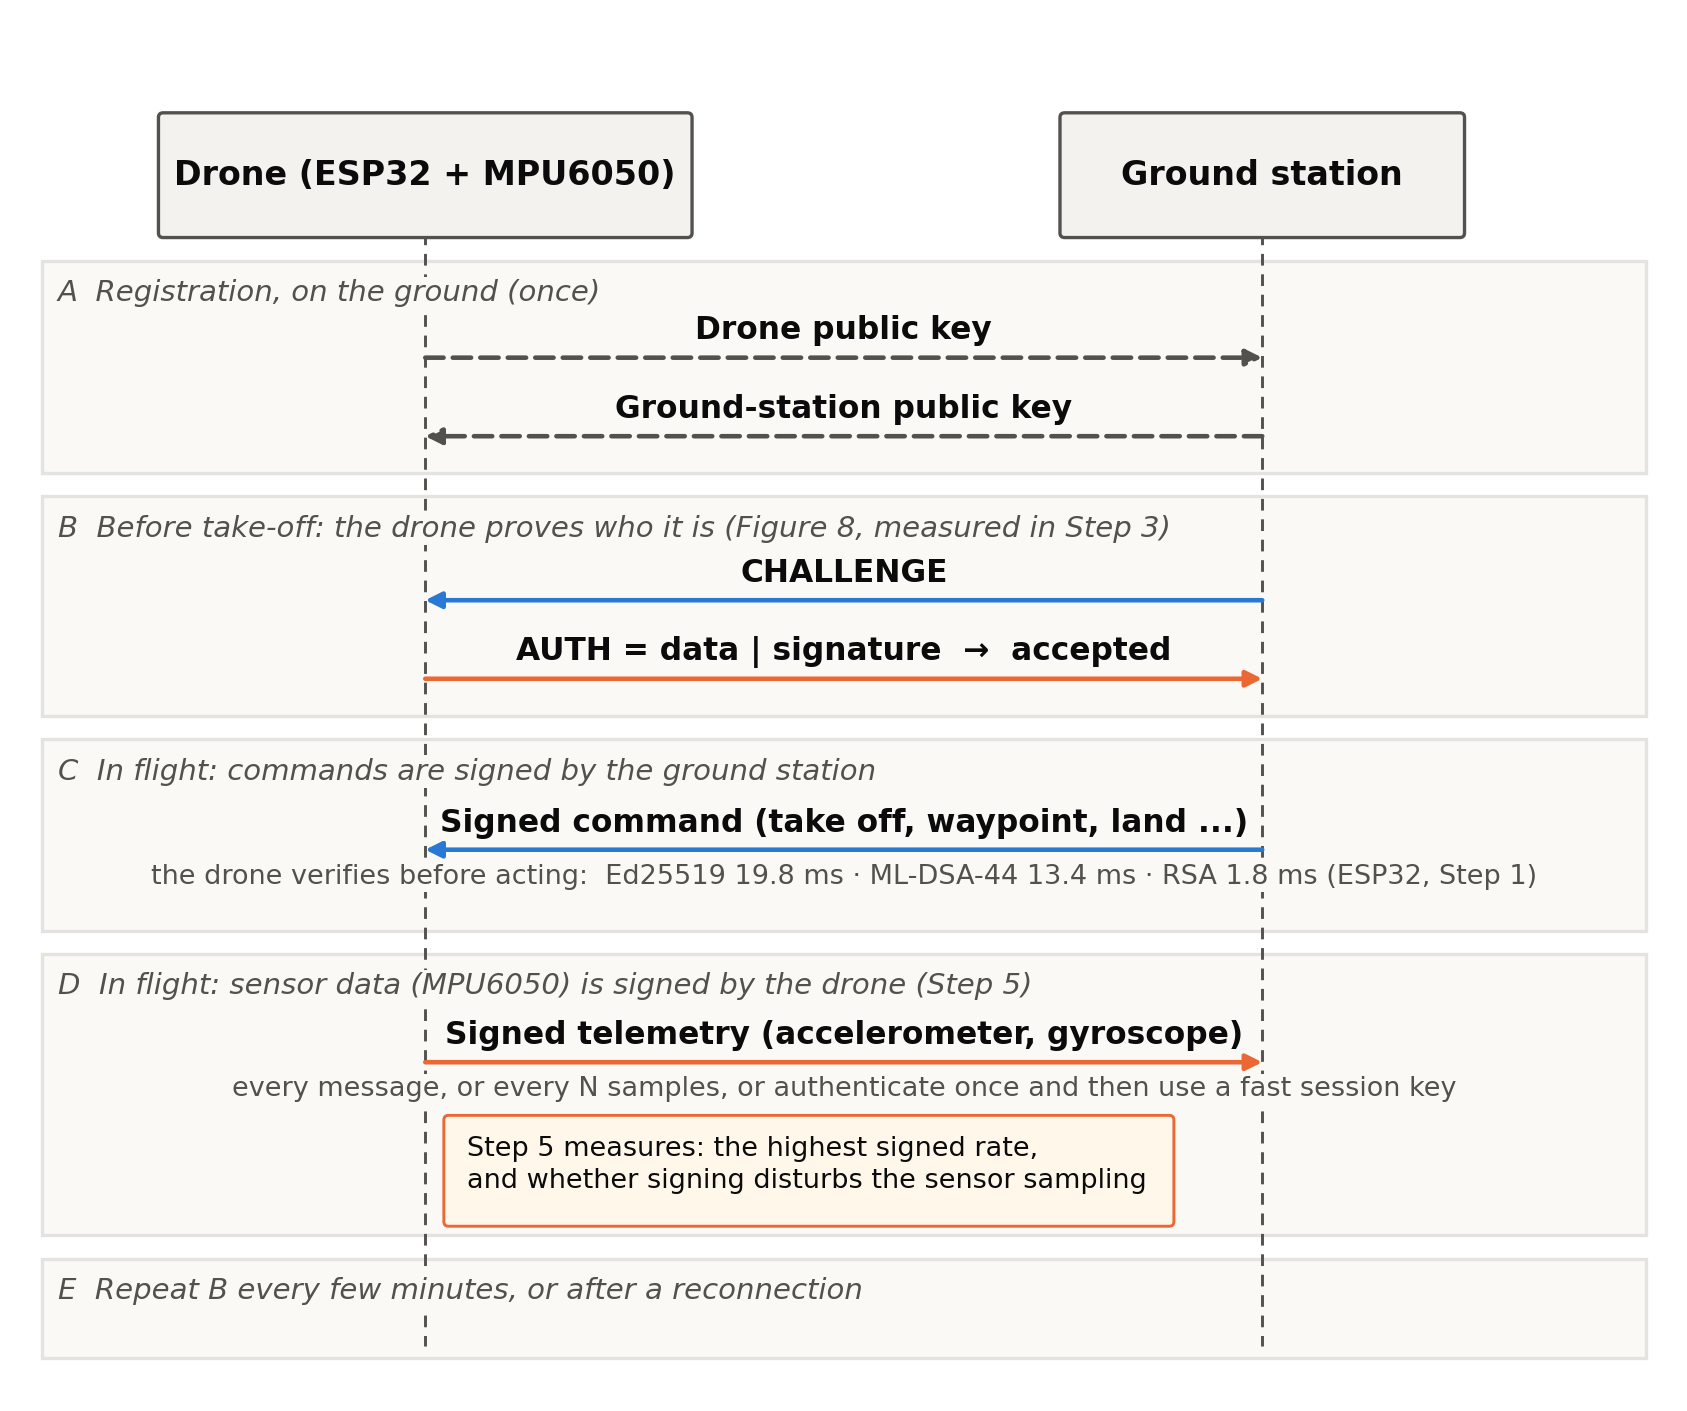 Drone (ESP32 + MPU6050)
Ground station
A  Registration, on the ground (once)
Drone public key
Ground-station public key
B  Before take-off: the drone proves who it is (Figure 8, measured in Step 3)
CHALLENGE
AUTH = data | signature  →  accepted
C  In flight: commands are signed by the ground station
Signed command (take off, waypoint, land ...)
the drone verifies before acting:  Ed25519 19.8 ms · ML-DSA-44 13.4 ms · RSA 1.8 ms (ESP32, Step 1)
D  In flight: sensor data (MPU6050) is signed by the drone (Step 5)
Signed telemetry (accelerometer, gyroscope)
every message, or every N samples, or authenticate once and then use a fast session key
Step 5 measures: the highest signed rate,
and whether signing disturbs the sensor sampling
E  Repeat B every few minutes, or after a reconnection